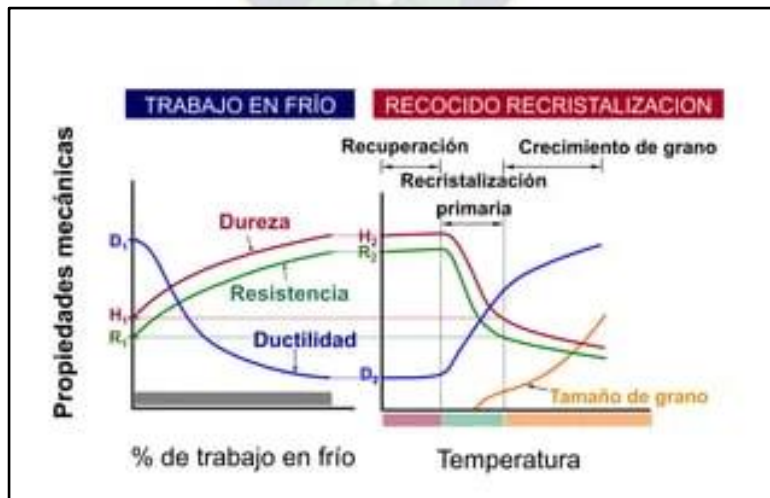 TRABAJO EN FRÍO
RECOCIDO RECRISTALIZACION
Recuperación
Crecimiento de grano
Recristalización
primaria
Propiedades mecánicas
D₁
H₁
R₁
Dureza
Resistencia
Ductilidad
H₂
R₂
D₂
Tamaño de grano
% de trabajo en frío
Temperatura